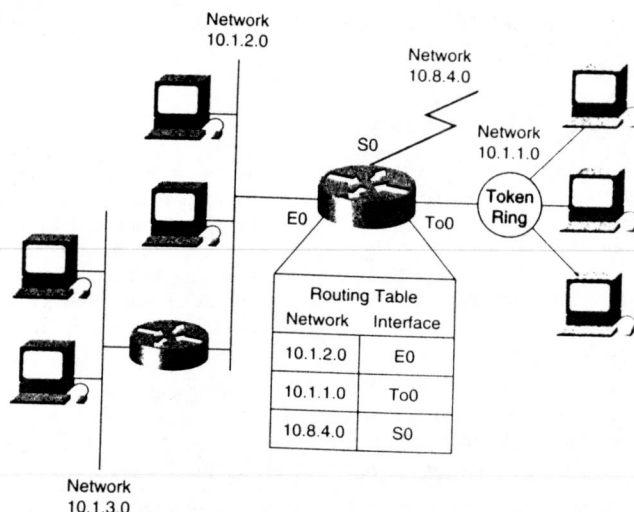 Network
10.1.2.0
Network
10.8.4.0
Network
10.1.1.0
S0
E0
To0
Token
Ring
Routing Table
Network Interface
10.1.2.0 E0
10.1.1.0 To0
10.8.4.0 S0
Network
10.1.3.0